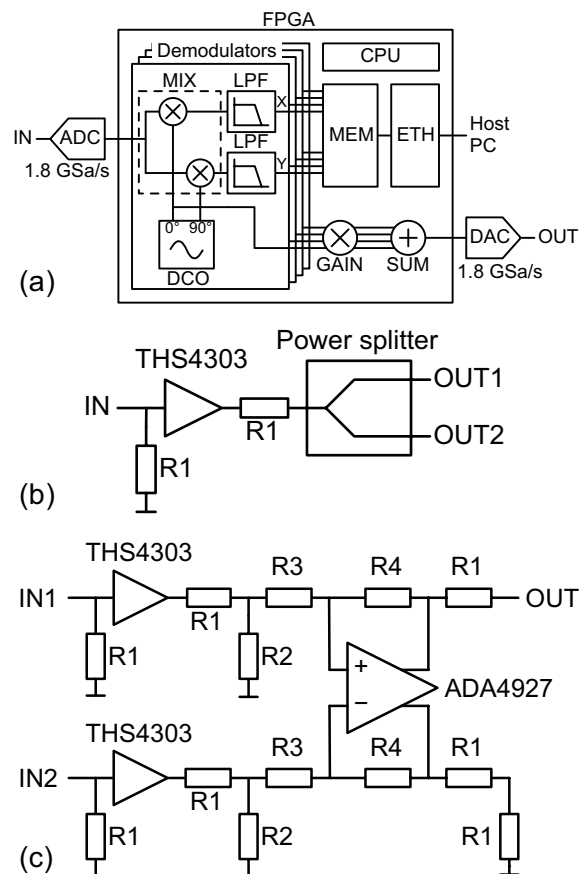 FPGA
Demodulators
CPU
MIX
LPF
X
IN
ADC
MEM
ETH
Host
PC
1.8 GSa/s
LPF
Y
0° 90°
DCO
GAIN
SUM
DAC
OUT
1.8 GSa/s
(a)
Power splitter
THS4303
OUT1
IN
R1
OUT2
R1
(b)
THS4303
R3
R4
R1
IN1
OUT
R1
R1
R2
+
−
ADA4927
THS4303
R3
R4
R1
IN2
R1
R1
R2
R1
(c)